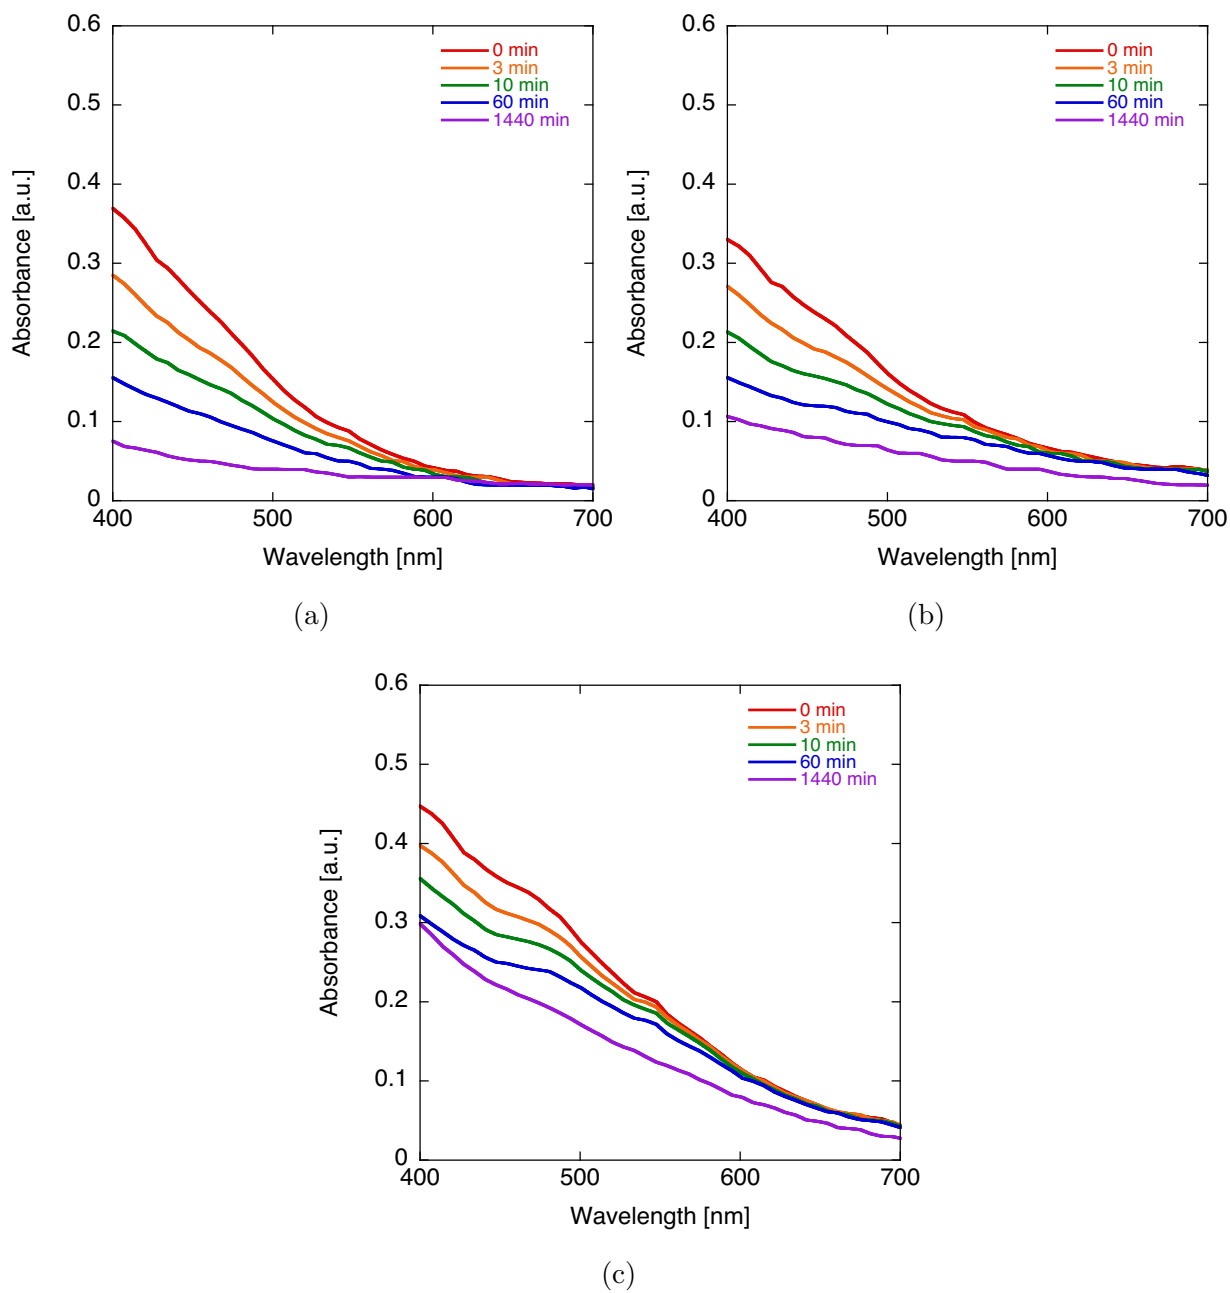 0.6
0.5
0.4
0.3
0.2
0.1
0
400
500
600
700
Absorbance [a.u.]
Wavelength [nm]
0 min
3 min
10 min
60 min
1440 min
(a)
0.6
0.5
0.4
0.3
0.2
0.1
0
400
500
600
700
Absorbance [a.u.]
Wavelength [nm]
0 min
3 min
10 min
60 min
1440 min
(b)
0.6
0.5
0.4
0.3
0.2
0.1
0
400
500
600
700
Absorbance [a.u.]
Wavelength [nm]
0 min
3 min
10 min
60 min
1440 min
(c)